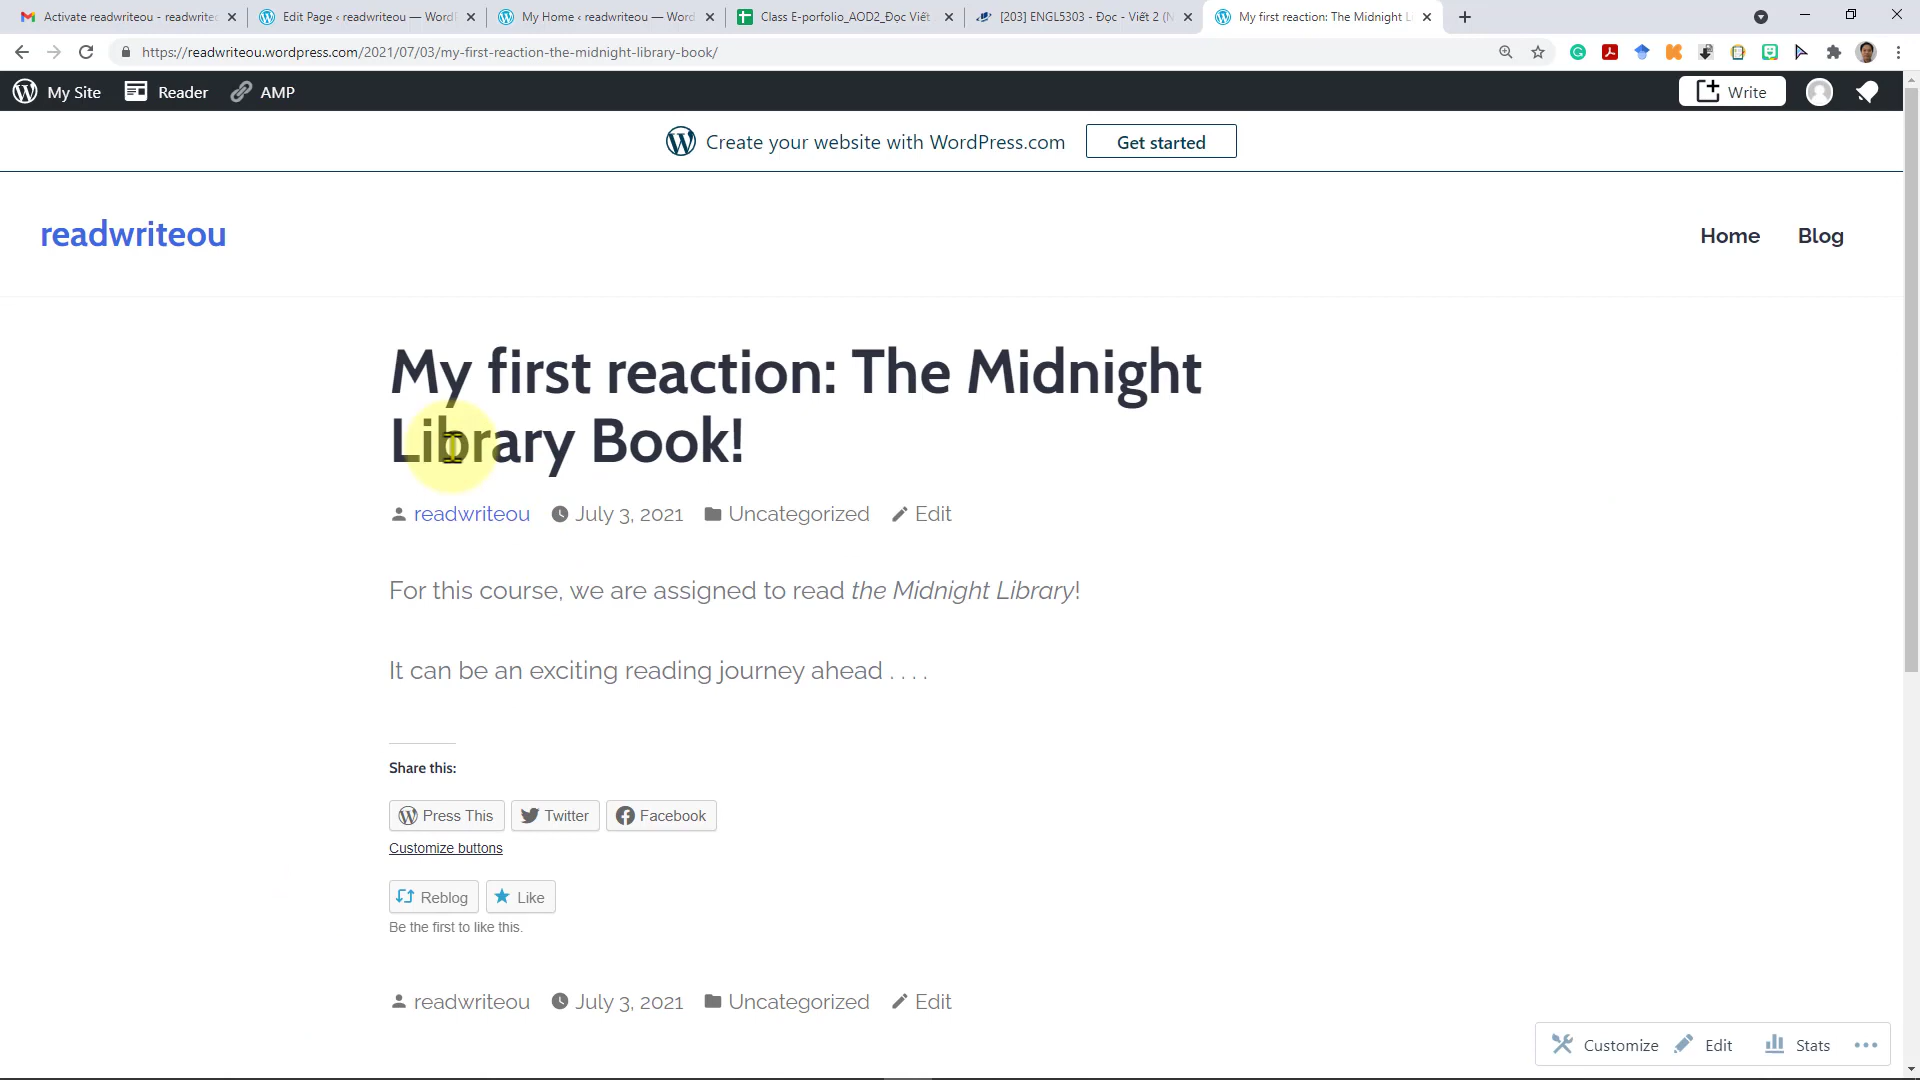 Activate readwriteou - readwrite
Edit Page ‹ readwriteou — Word
My Home ‹ readwriteou — Word
Class E-porfolio_AOD2_Đọc Viết
[203] ENGL5303 - Đọc - Viết 2 (N
My first reaction: The Midnight L
https://readwriteou.wordpress.com/2021/07/03/my-first-reaction-the-midnight-library-book/
My Site
Reader
AMP
Write
Create your website with WordPress.com
Get started
readwriteou
Home
Blog
My first reaction: The Midnight
Library Book!
readwriteou July 3, 2021 Uncategorized Edit
For this course, we are assigned to read the Midnight Library!
It can be an exciting reading journey ahead . . . .
Share this:
Press This
Twitter
Facebook
Customize buttons
Reblog
Like
Be the first to like this.
readwriteou July 3, 2021 Uncategorized Edit
Customize
Edit
Stats